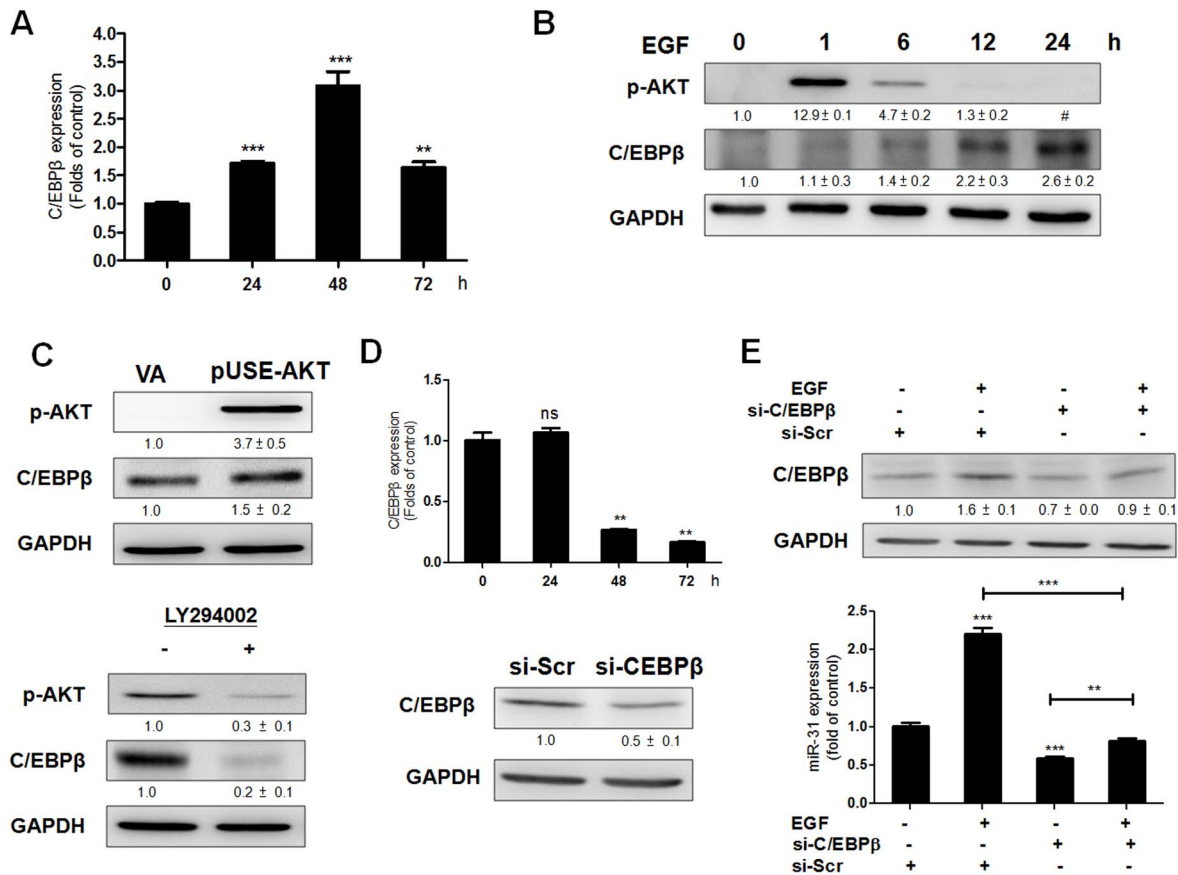 A
C/EBPβ expression
(Folds of control)
4.0
3.5
3.0
2.5
2.0
1.5
1.0
0.5
0.0
***
***
**
0 24 48 72 h
B
EGF 0 1 6 12 24 h
p-AKT
1.0 12.9 ± 0.1 4.7 ± 0.2 1.3 ± 0.2 #
C/EBPβ
1.0 1.1 ± 0.3 1.4 ± 0.2 2.2 ± 0.3 2.6 ± 0.2
GAPDH
C
VA pUSE-AKT
p-AKT
1.0 3.7 ± 0.5
C/EBPβ
1.0 1.5 ± 0.2
GAPDH
LY294002
- +
p-AKT
1.0 0.3 ± 0.1
C/EBPβ
1.0 0.2 ± 0.1
GAPDH
D
C/EBPβ expression
(Folds of control)
1.5
1.0
0.5
0.0
ns
**
**
0 24 48 72 h
si-Scr si-CEBPβ
C/EBPβ
1.0 0.5 ± 0.1
GAPDH
E
EGF - + - +
si-C/EBPβ - - + +
si-Scr + + - -
C/EBPβ
1.0 1.6 ± 0.1 0.7 ± 0.0 0.9 ± 0.1
GAPDH
miR-31 expression
(fold of control)
2.5
2.0
1.5
1.0
0.5
0.0
***
***
**
***
EGF - + - +
si-C/EBPβ - - + +
si-Scr + + - -